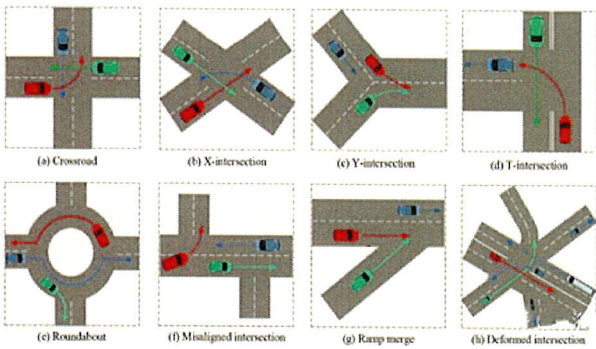 (a) Crossroad
(b) X-intersection
(c) Y-intersection
(d) T-intersection
(e) Roundabout
(f) Misaligned intersection
(g) Ramp merge
(h) Deformed intersection